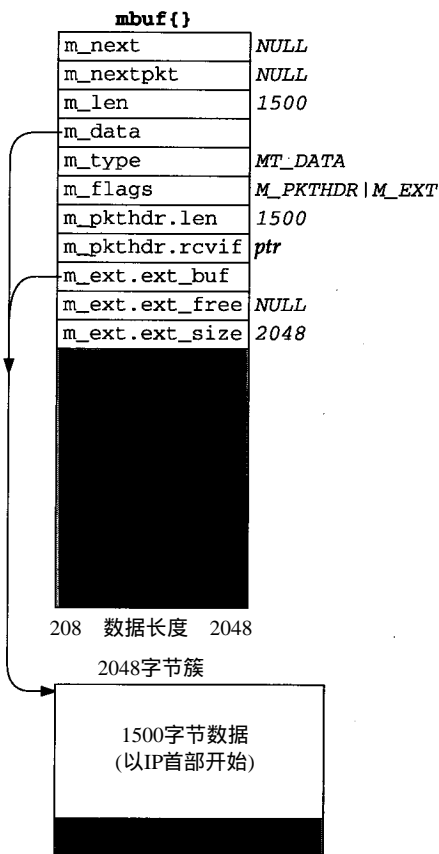 mbuf{}
m_next NULL
m_nextpkt NULL
m_len 1500
m_data
m_type MT_DATA
m_flags M_PKTHDR|M_EXT
m_pkthdr.len 1500
m_pkthdr.rcvif ptr
m_ext.ext_buf
m_ext.ext_free NULL
m_ext.ext_size 2048
208 数据长度 2048
2048字节簇
1500字节数据
(以IP首部开始)